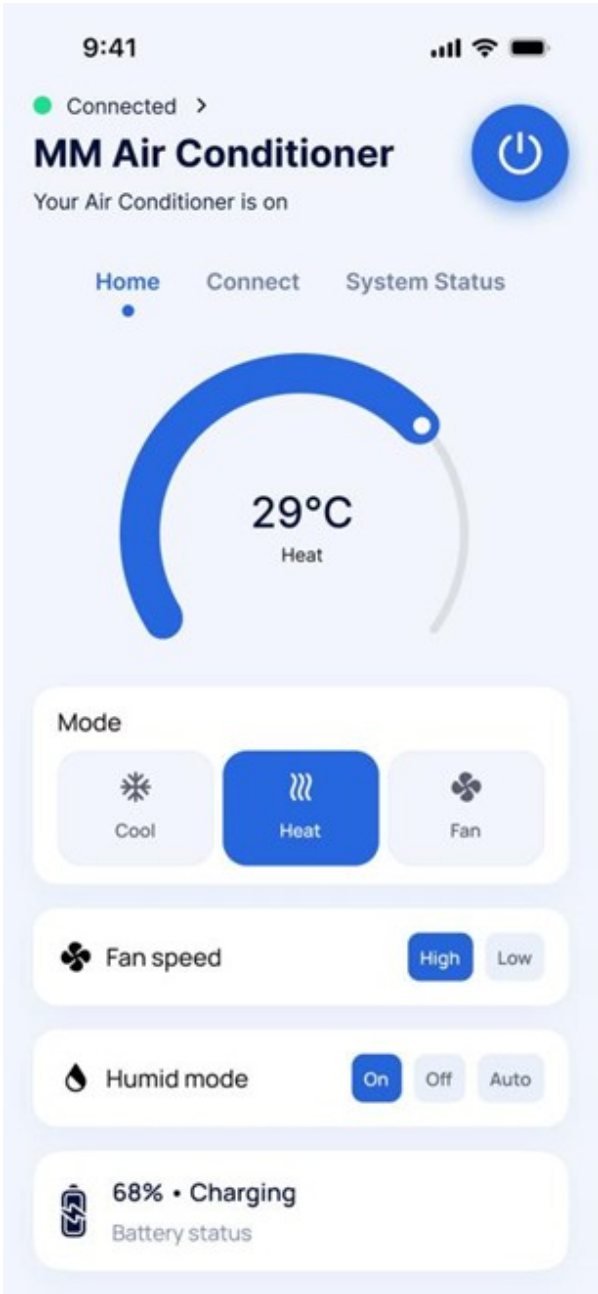 9:41
Connected >
MM Air Conditioner
Your Air Conditioner is on
Home Connect System Status
29°C
Heat
Mode
Cool Heat Fan
Fan speed High Low
Humid mode On Off Auto
68% • Charging
Battery status